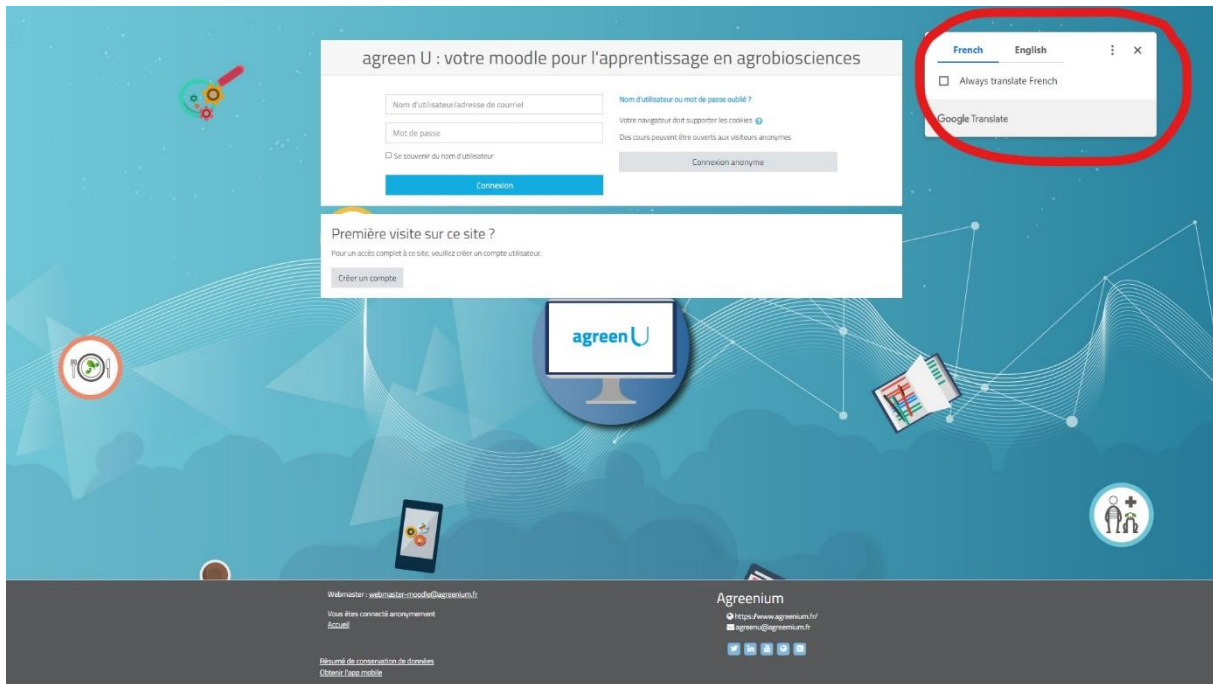 agreen U : votre moodle pour l'apprentissage en agrobiosciences
Nom d'utilisateur/adresse de courriel
Mot de passe
Se souvenir du nom d'utilisateur
Connexion
Nom d'utilisateur ou mot de passe oublié ?
Votre navigateur doit supporter les cookies
Des cours peuvent être ouverts aux visiteurs anonymes
Connexion anonyme
French English
Always translate French
Google Translate
Première visite sur ce site ?
Pour un accès complet à ce site, veuillez créer un compte utilisateur.
Créer un compte
agreen U
Webmaster : webmaster-moodle@agreenium.fr
Vous êtes connecté anonymement
Accueil
Résumé de conservation de données
Obtenir l'app mobile
Agreenium
https://www.agreenium.fr/
agreenu@agreenium.fr